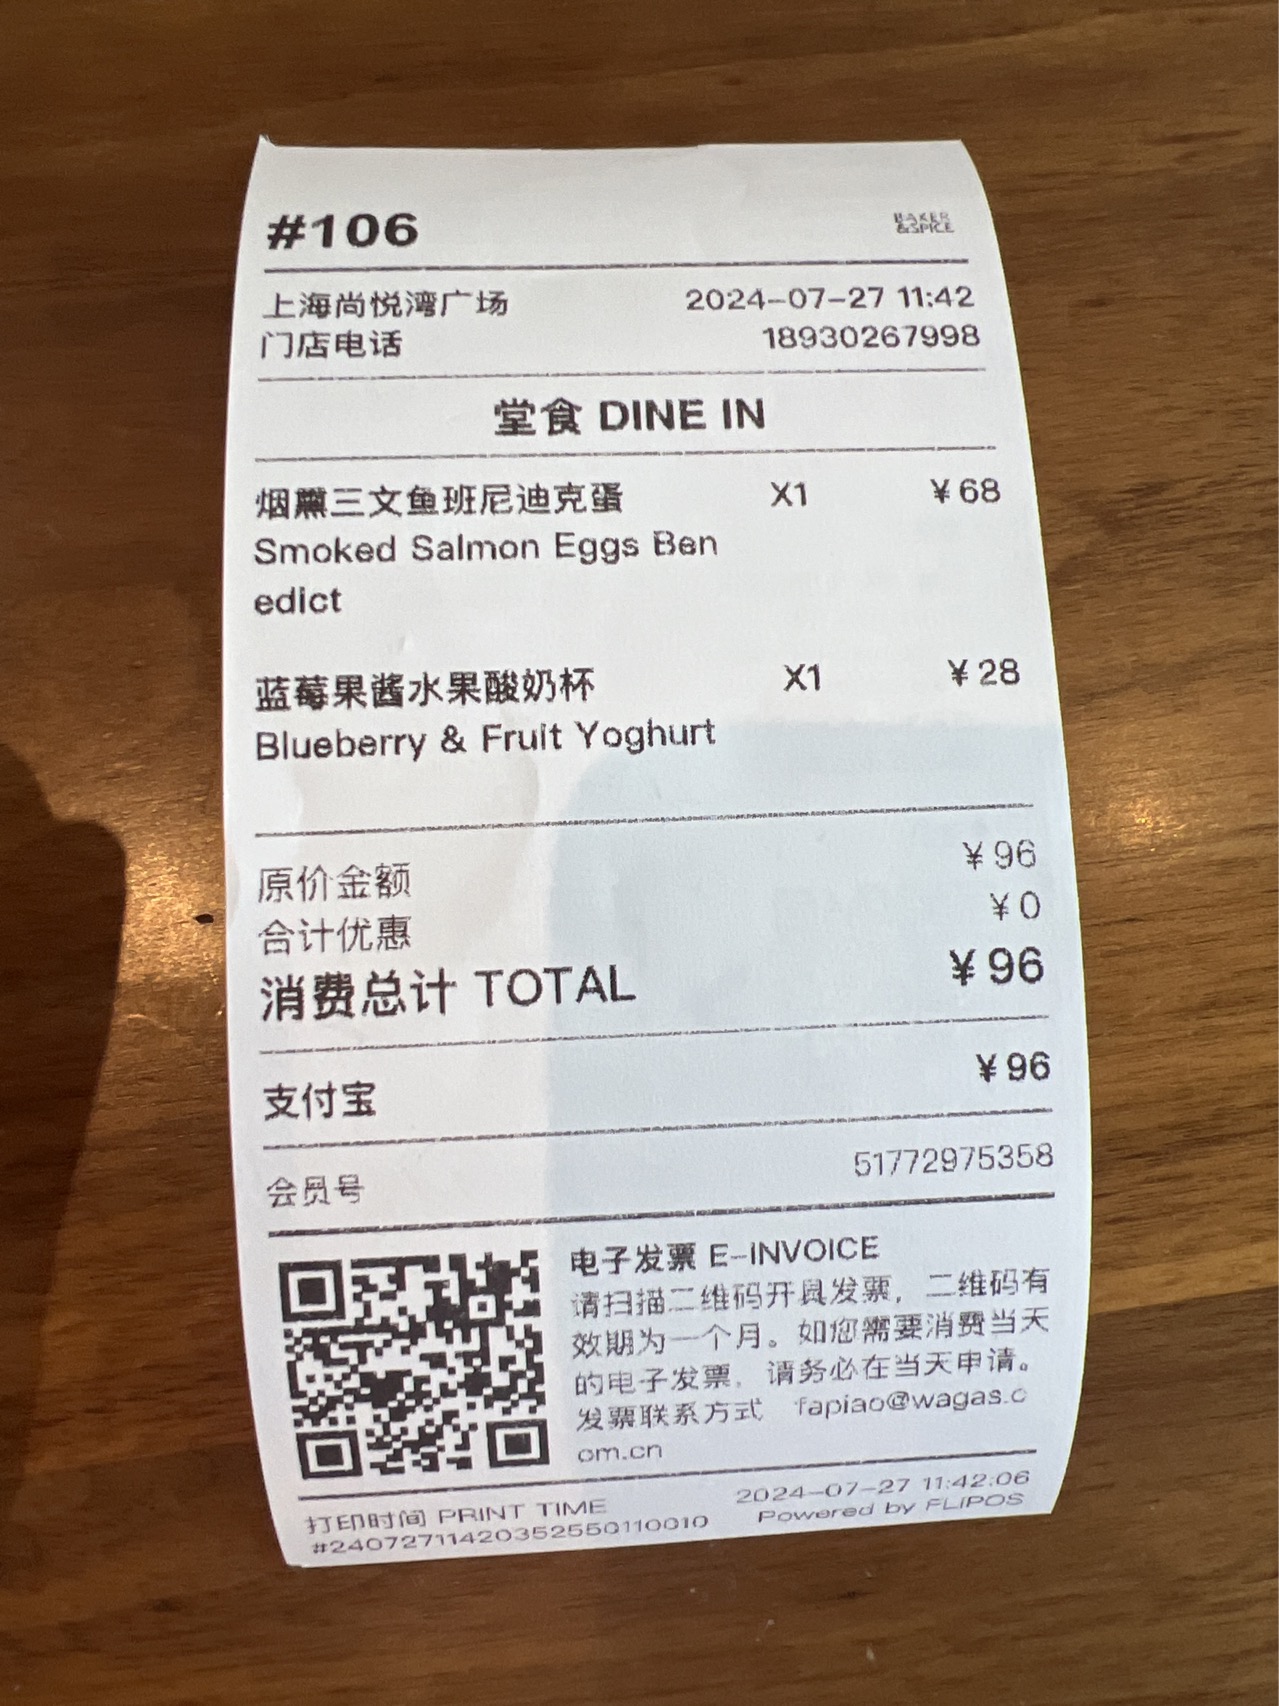 #106
BAKER
&SPICE
上海尚悦湾广场 2024-07-27 11:42
门店电话 18930267998
堂食 DINE IN
烟熏三文鱼班尼迪克蛋 X1 ¥68
Smoked Salmon Eggs Ben
edict
蓝莓果酱水果酸奶杯 X1 ¥28
Blueberry & Fruit Yoghurt
原价金额 ¥96
合计优惠 ¥0
消费总计 TOTAL ¥96
支付宝 ¥96
会员号 51772975358
电子发票 E-INVOICE
请扫描二维码开具发票，二维码有
效期为一个月。如您需要消费当天
的电子发票，请务必在当天申请。
发票联系方式 fapiao@wagas.c
om.cn
打印时间 PRINT TIME 2024-07-27 11:42:06
#24072711420352550110010 Powered by FLIPOS